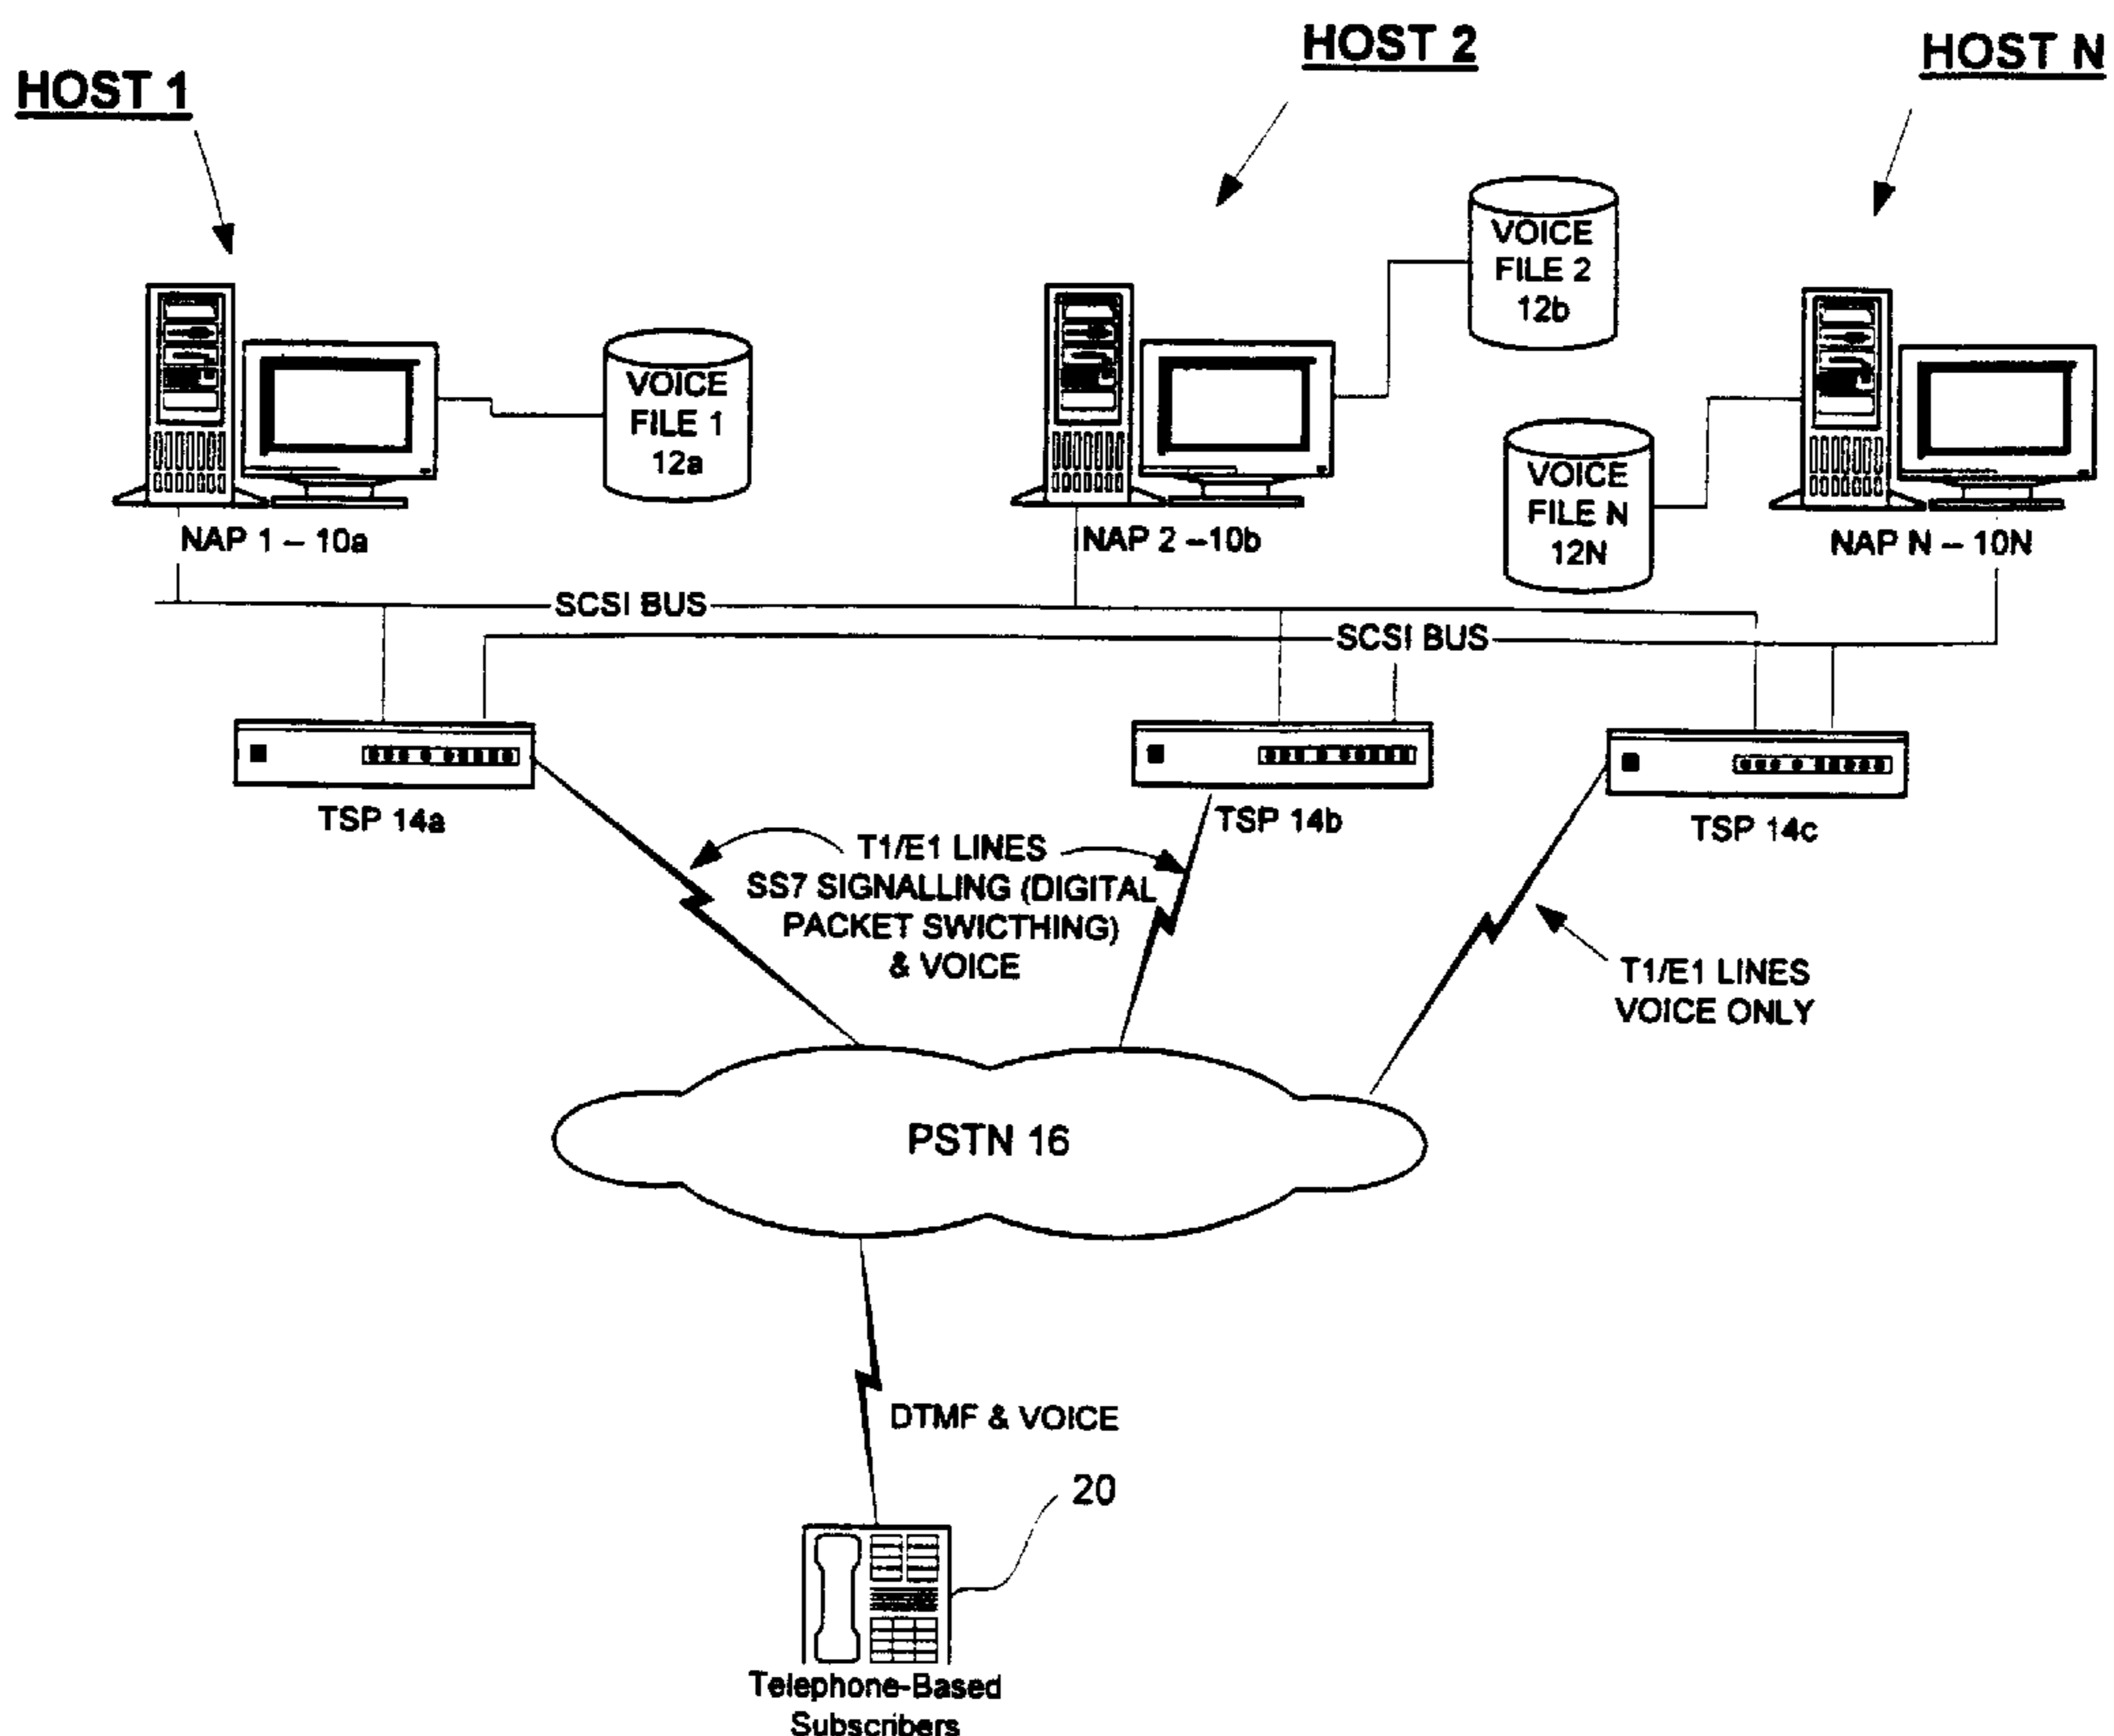 HOST 1
HOST 2
HOST N
VOICE
FILE 1
12a
VOICE
FILE 2
12b
VOICE
FILE N
12N
NAP 1 – 10a
NAP 2 –10b
NAP N – 10N
SCSI BUS
SCSI BUS
TSP 14a
TSP 14b
TSP 14c
T1/E1 LINES
SS7 SIGNALLING (DIGITAL
PACKET SWICTHING)
& VOICE
T1/E1 LINES
VOICE ONLY
PSTN 16
DTMF & VOICE
20
Telephone-Based
Subscribers